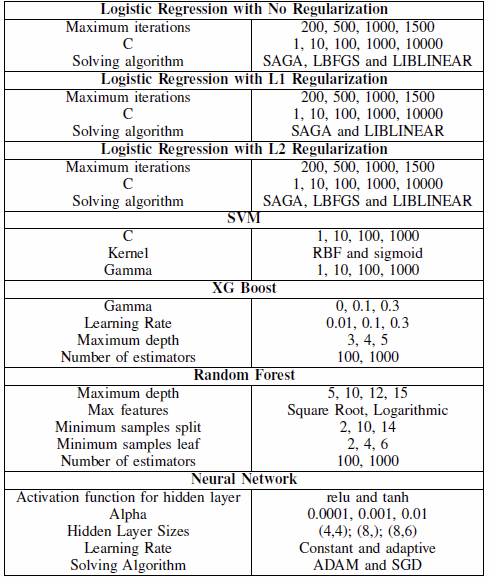 Logistic Regression with No Regularization
Maximum iterations 200, 500, 1000, 1500
C 1, 10, 100, 1000, 10000
Solving algorithm SAGA, LBFGS and LIBLINEAR
Logistic Regression with L1 Regularization
Maximum iterations 200, 500, 1000, 1500
C 1, 10, 100, 1000, 10000
Solving algorithm SAGA and LIBLINEAR
Logistic Regression with L2 Regularization
Maximum iterations 200, 500, 1000, 1500
C 1, 10, 100, 1000, 10000
Solving algorithm SAGA, LBFGS and LIBLINEAR
SVM
C 1, 10, 100, 1000
Kernel RBF and sigmoid
Gamma 1, 10, 100, 1000
XG Boost
Gamma 0, 0.1, 0.3
Learning Rate 0.01, 0.1, 0.3
Maximum depth 3, 4, 5
Number of estimators 100, 1000
Random Forest
Maximum depth 5, 10, 12, 15
Max features Square Root, Logarithmic
Minimum samples split 2, 10, 14
Minimum samples leaf 2, 4, 6
Number of estimators 100, 1000
Neural Network
Activation function for hidden layer relu and tanh
Alpha 0.0001, 0.001, 0.01
Hidden Layer Sizes (4,4); (8,); (8,6)
Learning Rate Constant and adaptive
Solving Algorithm ADAM and SGD